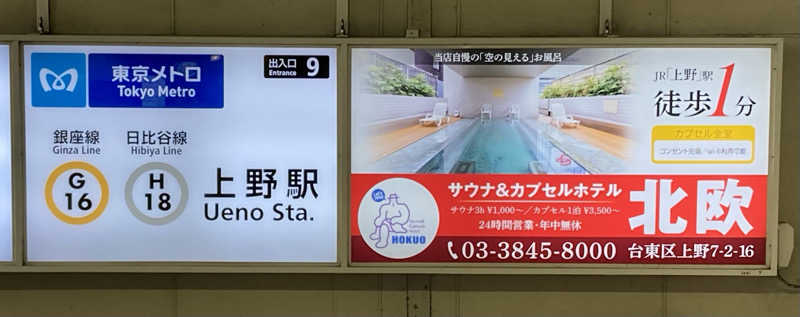 東京メトロ
Tokyo Metro
出入口
Entrance 9
銀座線
Ginza Line
G
16
日比谷線
Hibiya Line
H
18
上野駅
Ueno Sta.
当店自慢の「空の見える」お風呂
JR「上野」駅
徒歩1分
カプセル全室
サウナ&カプセルホテル
サウナ3h ¥1,000~/カプセル1泊 ¥3,500~
24時間営業・年中無休
北欧
HOKUO
03-3845-8000
台東区上野7-2-16